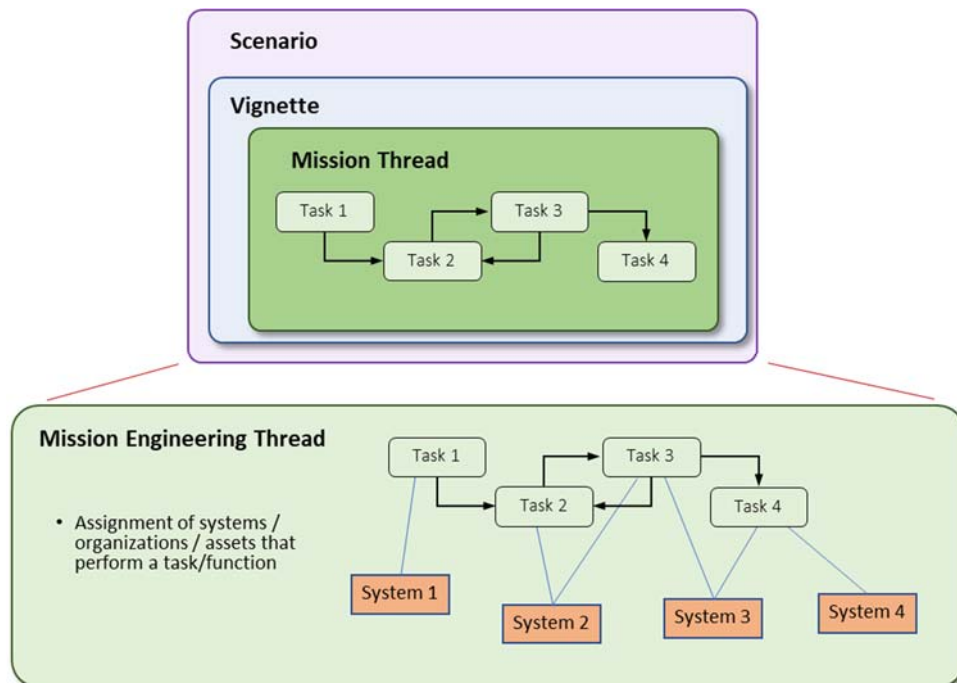 Scenario
Vignette
Mission Thread
Task 1
Task 3
Task 2
Task 4
Mission Engineering Thread
Task 1
Task 3
Task 2
Task 4
• Assignment of systems /
organizations / assets that
perform a task/function
System 1
System 2
System 3
System 4